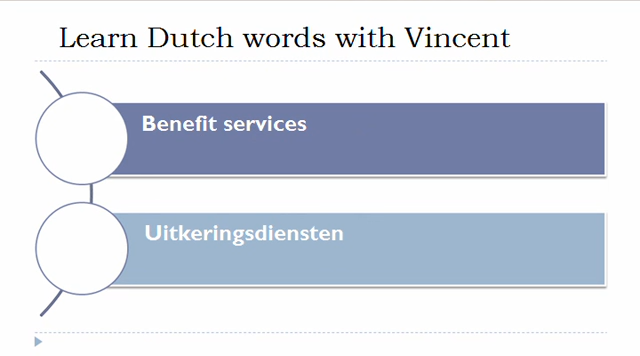 Learn Dutch words with Vincent
Benefit services
Uitkeringsdiensten